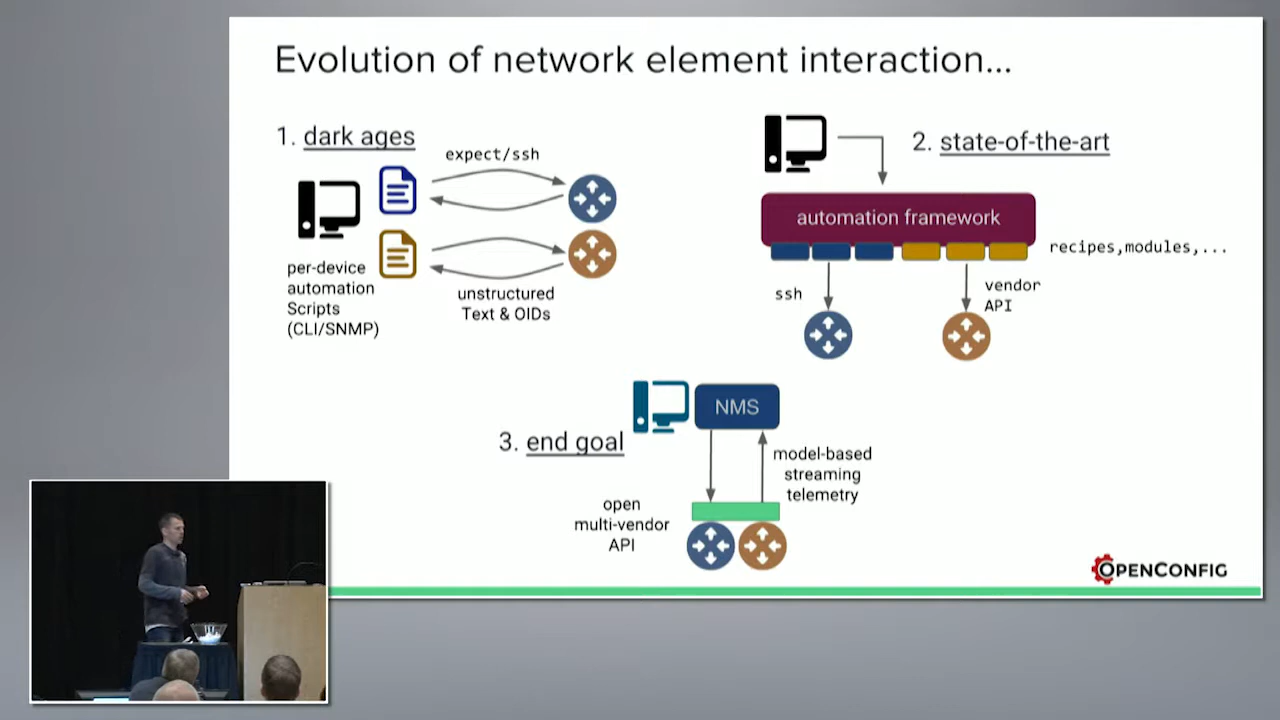 Evolution of network element interaction...
1. dark ages
expect/ssh
per-device
automation
Scripts
(CLI/SNMP)
unstructured
Text & OIDs
2. state-of-the-art
automation framework
recipes,modules,...
ssh
vendor
API
3. end goal
NMS
model-based
streaming
telemetry
open
multi-vendor
API
OPENCONFIG